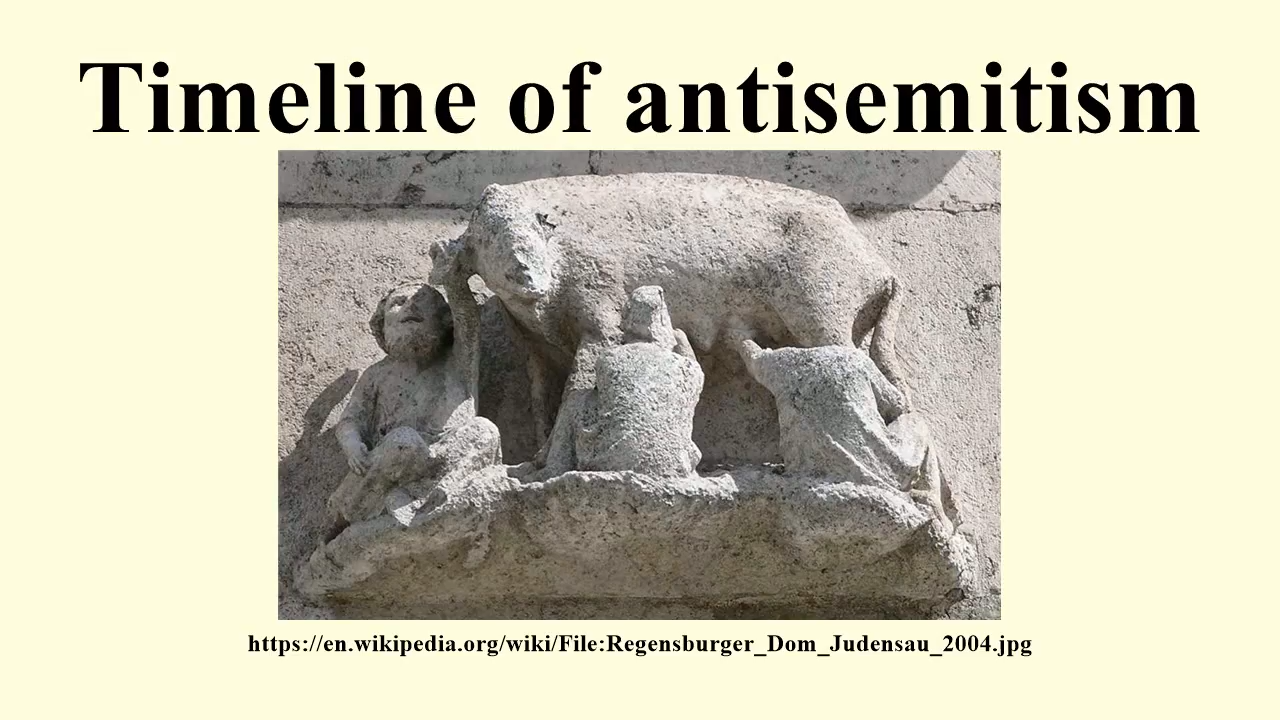 Timeline of antisemitism
https://en.wikipedia.org/wiki/File:Regensburger_Dom_Judensau_2004.jpg